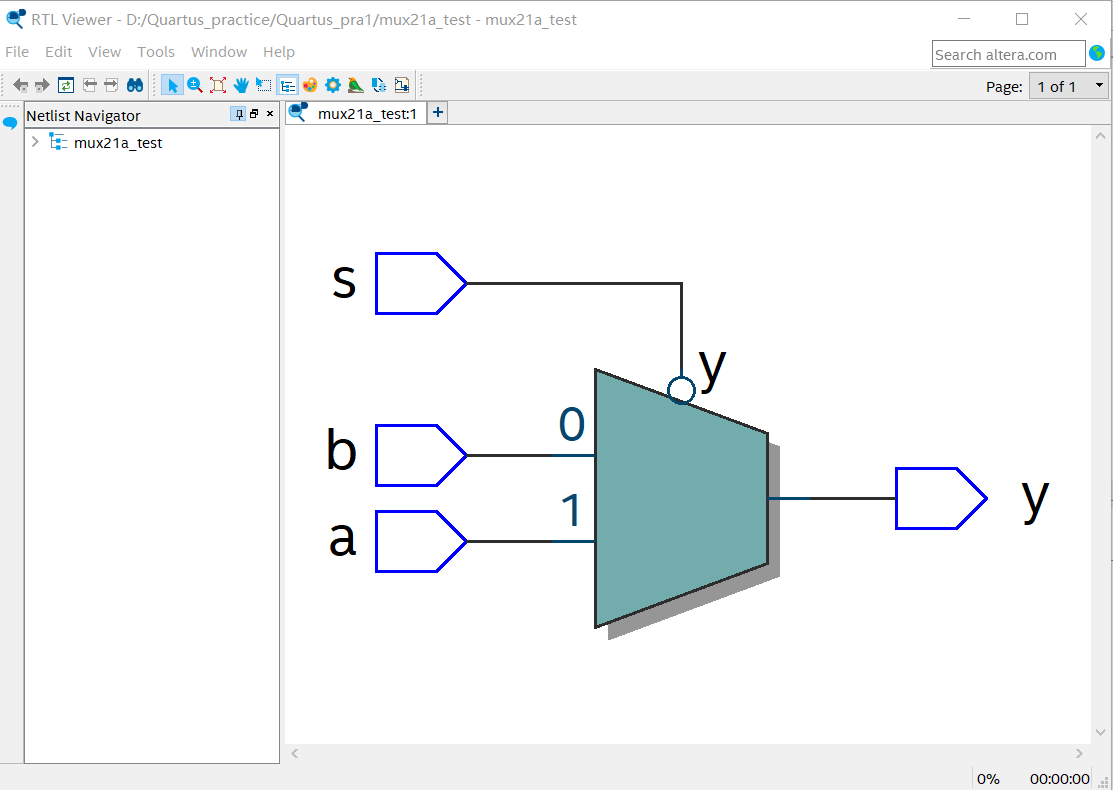 RTL Viewer - D:/Quartus_practice/Quartus_pra1/mux21a_test - mux21a_test
File Edit View Tools Window Help
Search altera.com
Page: 1 of 1
Netlist Navigator
mux21a_test:1
mux21a_test
s
y
b
0
a
1
y
0% 00:00:00